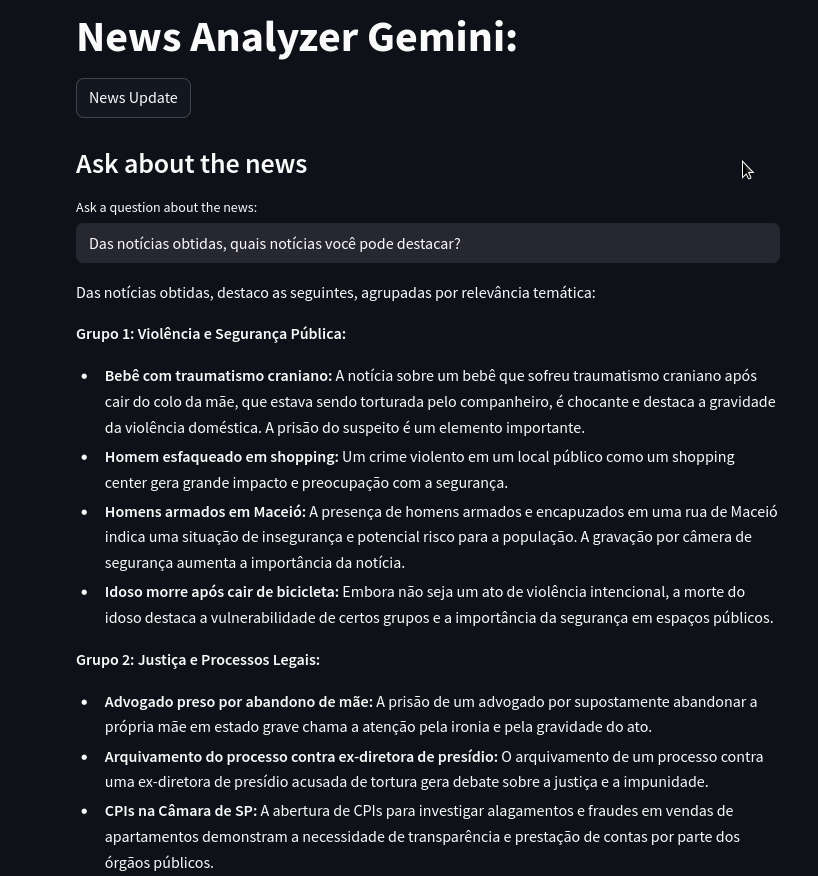 News Analyzer Gemini:
News Update
Ask about the news
Ask a question about the news:
Das notícias obtidas, quais notícias você pode destacar?
Das notícias obtidas, destaco as seguintes, agrupadas por relevância temática:
Grupo 1: Violência e Segurança Pública:
• Bebê com traumatismo craniano: A notícia sobre um bebê que sofreu traumatismo craniano após
cair do colo da mãe, que estava sendo torturada pelo companheiro, é chocante e destaca a gravidade
da violência doméstica. A prisão do suspeito é um elemento importante.
• Homem esfaqueado em shopping: Um crime violento em um local público como um shopping
center gera grande impacto e preocupação com a segurança.
• Homens armados em Maceió: A presença de homens armados e encapuzados em uma rua de Maceió
indica uma situação de insegurança e potencial risco para a população. A gravação por câmera de
segurança aumenta a importância da notícia.
• Idoso morre após cair de bicicleta: Embora não seja um ato de violência intencional, a morte do
idoso destaca a vulnerabilidade de certos grupos e a importância da segurança em espaços públicos.
Grupo 2: Justiça e Processos Legais:
• Advogado preso por abandono de mãe: A prisão de um advogado por supostamente abandonar a
própria mãe em estado grave chama a atenção pela ironia e pela gravidade do ato.
• Arquivamento do processo contra ex-diretora de presídio: O arquivamento de um processo contra
uma ex-diretora de presídio acusada de tortura gera debate sobre a justiça e a impunidade.
• CPIs na Câmara de SP: A abertura de CPIs para investigar alagamentos e fraudes em vendas de
apartamentos demonstram a necessidade de transparência e prestação de contas por parte dos
órgãos públicos.